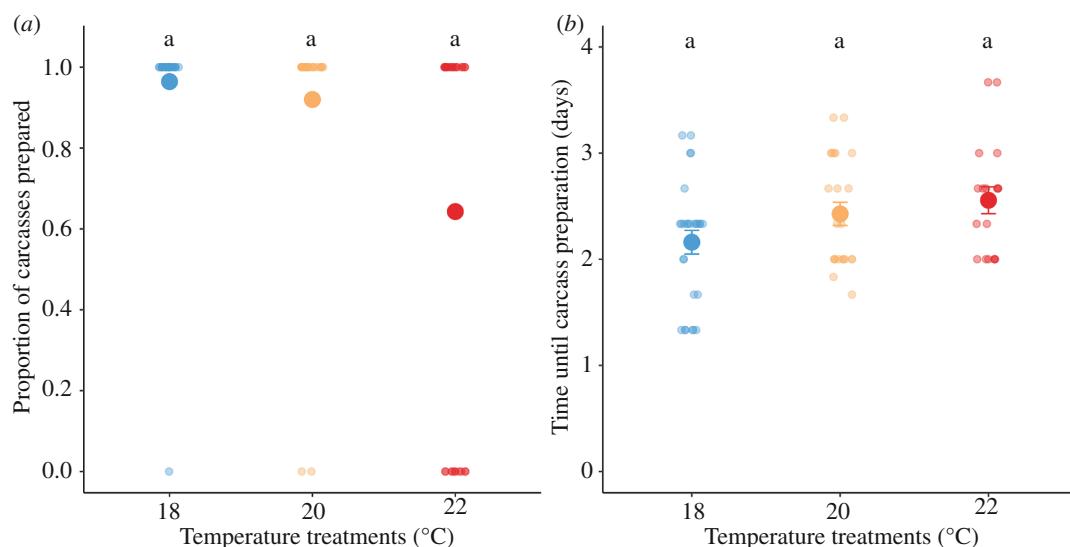 (a)
a a a
Proportion of carcasses prepared
1.0
0.8
0.6
0.4
0.2
0.0
18 20 22
Temperature treatments (°C)
(b)
a a a
Time until carcass preparation (days)
4
3
2
1
0
18 20 22
Temperature treatments (°C)